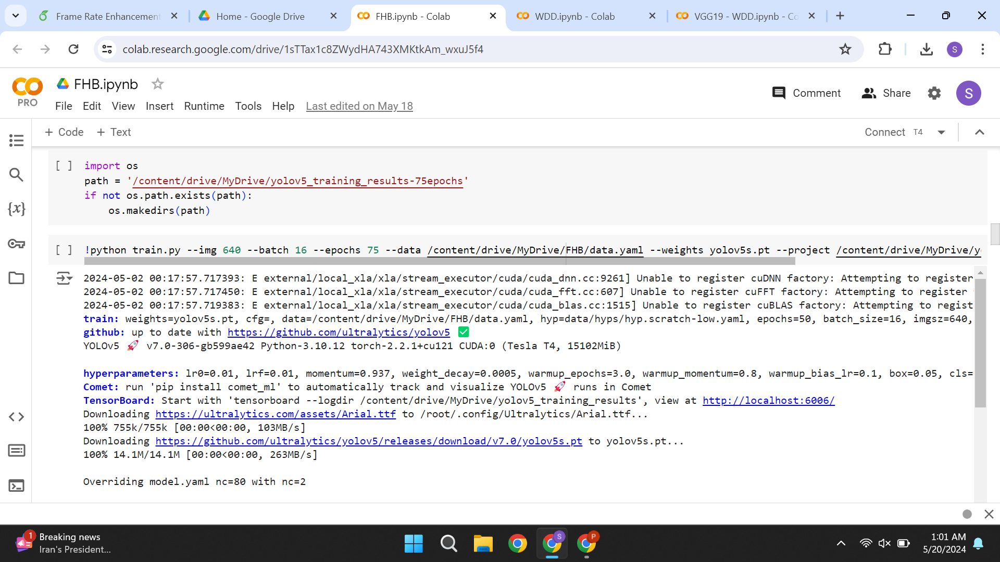 Frame Rate Enhancement
Home - Google Drive
FHB.ipynb - Colab
WDD.ipynb - Colab
VGG19 - WDD.ipynb - Co
colab.research.google.com/drive/1sTTax1c8ZWydHA743XMKtkAm_wxuJ5f4
S
PRO
FHB.ipynb
Comment
Share
S
File Edit View Insert Runtime Tools Help Last edited on May 18
+ Code + Text
Connect T4
[ ] import os
path = '/content/drive/MyDrive/yolov5_training_results-75epochs'
if not os.path.exists(path):
os.makedirs(path)
{x}
[ ] !python train.py --img 640 --batch 16 --epochs 75 --data /content/drive/MyDrive/FHB/data.yaml --weights yolov5s.pt --project /content/drive/MyDrive/y
2024-05-02 00:17:57.717393: E external/local_xla/xla/stream_executor/cuda/cuda_dnn.cc:9261] Unable to register cuDNN factory: Attempting to register
2024-05-02 00:17:57.717450: E external/local_xla/xla/stream_executor/cuda/cuda_fft.cc:607] Unable to register cuFFT factory: Attempting to register
2024-05-02 00:17:57.719383: E external/local_xla/xla/stream_executor/cuda/cuda_blas.cc:1515] Unable to register cuBLAS factory: Attempting to regist
train: weights=yolov5s.pt, cfg=, data=/content/drive/MyDrive/FHB/data.yaml, hyp=data/hyps/hyp.scratch-low.yaml, epochs=50, batch_size=16, imgsz=640,
github: up to date with https://github.com/ultralytics/yolov5 ✅
YOLOv5 🚀 v7.0-306-gb599ae42 Python-3.10.12 torch-2.2.1+cu121 CUDA:0 (Tesla T4, 15102MiB)
hyperparameters: lr0=0.01, lrf=0.01, momentum=0.937, weight_decay=0.0005, warmup_epochs=3.0, warmup_momentum=0.8, warmup_bias_lr=0.1, box=0.05, cls=
Comet: run 'pip install comet_ml' to automatically track and visualize YOLOv5 🚀 runs in Comet
TensorBoard: Start with 'tensorboard --logdir /content/drive/MyDrive/yolov5_training_results', view at http://localhost:6006/
Downloading https://ultralytics.com/assets/Arial.ttf to /root/.config/Ultralytics/Arial.ttf...
100% 755k/755k [00:00<00:00, 103MB/s]
Downloading https://github.com/ultralytics/yolov5/releases/download/v7.0/yolov5s.pt to yolov5s.pt...
100% 14.1M/14.1M [00:00<00:00, 263MB/s]
Overriding model.yaml nc=80 with nc=2
1
Breaking news
Iran's President...
S
P
1:01 AM
5/20/2024